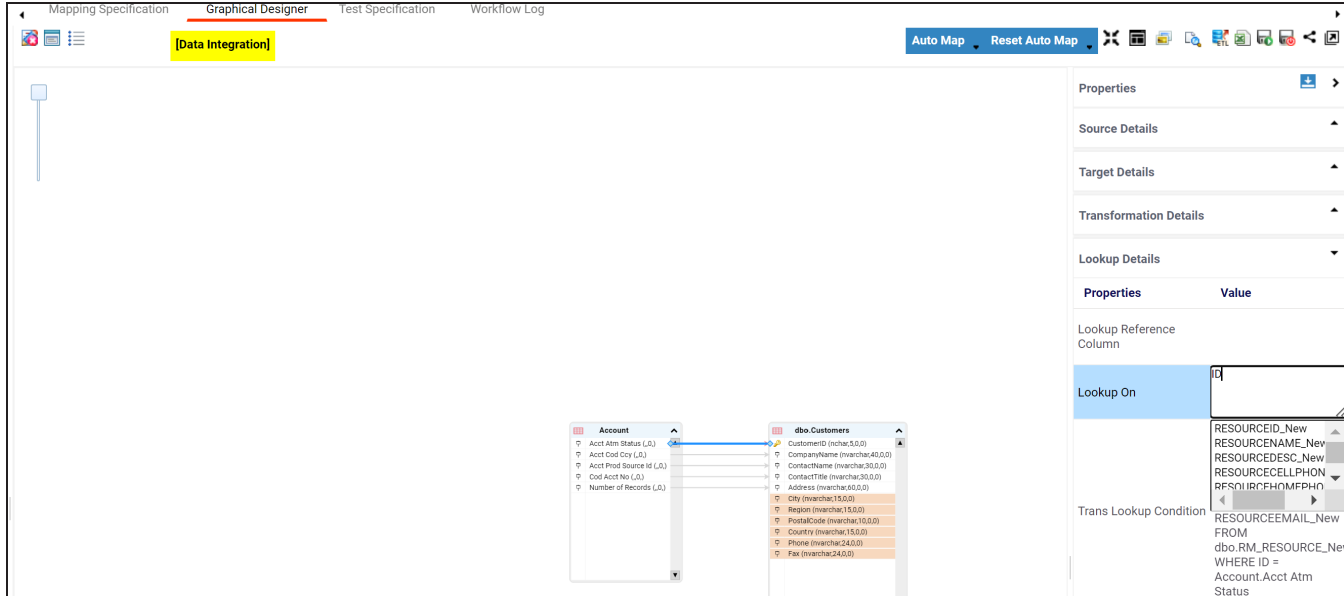 Mapping Specification
Graphical Designer
Test Specification
Workflow Log
[Data Integration]
Auto Map
Reset Auto Map
ETL
Properties
Source Details
Target Details
Transformation Details
Lookup Details
Properties
Value
Lookup Reference
Column
Lookup On
ID
RESOURCEID_New
RESOURCENAME_New
RESOURCEDESC_New
RESOURCECELLPHON
RESOURCEHOMEPHO
Trans Lookup Condition
RESOURCEEMAIL_New
FROM
dbo.RM_RESOURCE_New
WHERE ID =
Account.Acct Atm
Status
Account
Acct Atm Status (,,0,)
Acct Cod Ccy (,,0,)
Acct Prod Source Id (,,0,)
Cod Acct No (,,0,)
Number of Records (,,0,)
dbo.Customers
CustomerID (nchar,5,0,0)
CompanyName (nvarchar,40,0,0)
ContactName (nvarchar,30,0,0)
ContactTitle (nvarchar,30,0,0)
Address (nvarchar,60,0,0)
City (nvarchar,15,0,0)
Region (nvarchar,15,0,0)
PostalCode (nvarchar,10,0,0)
Country (nvarchar,15,0,0)
Phone (nvarchar,24,0,0)
Fax (nvarchar,24,0,0)